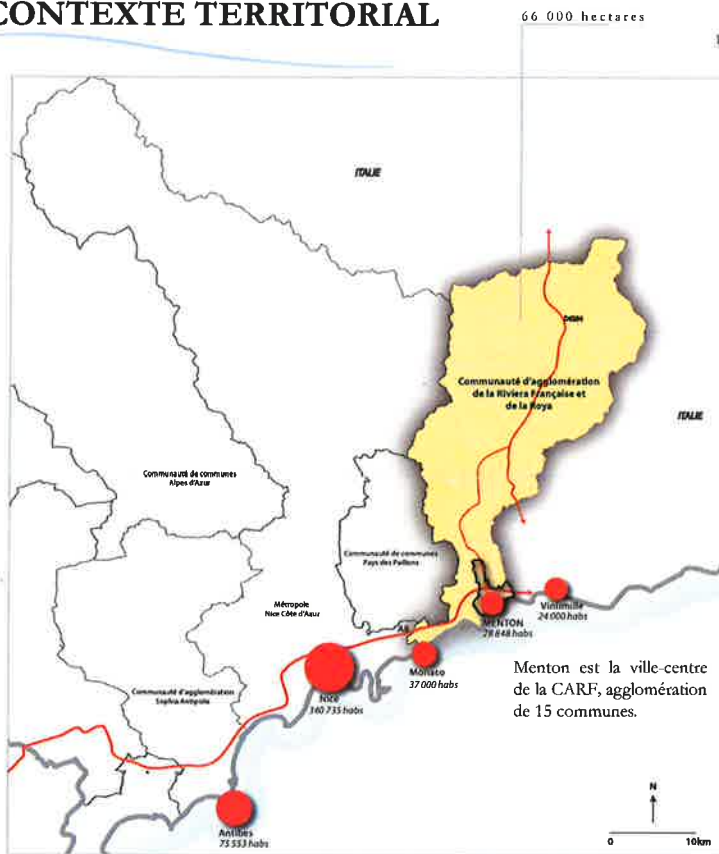 CONTEXTE TERRITORIAL
66 000 hectares
ITALIE
Communauté d'agglomération
de la Riviera Française et
de la Roya
ITALIE
Communauté de communes
Alpes d'Azur
Communauté de communes
Pays des Paillons
Métropole
Nice Côte d'Azur
A8
MENTON
28 848 habs
Vintimille
24 000 habs
Monaco
37 000 habs
Menton est la ville-centre
de la CARF, agglomération
de 15 communes.
Communauté d'agglomération
Sophia Antipolis
Nice
340 735 habs
Antibes
75 553 habs
N
0 10km